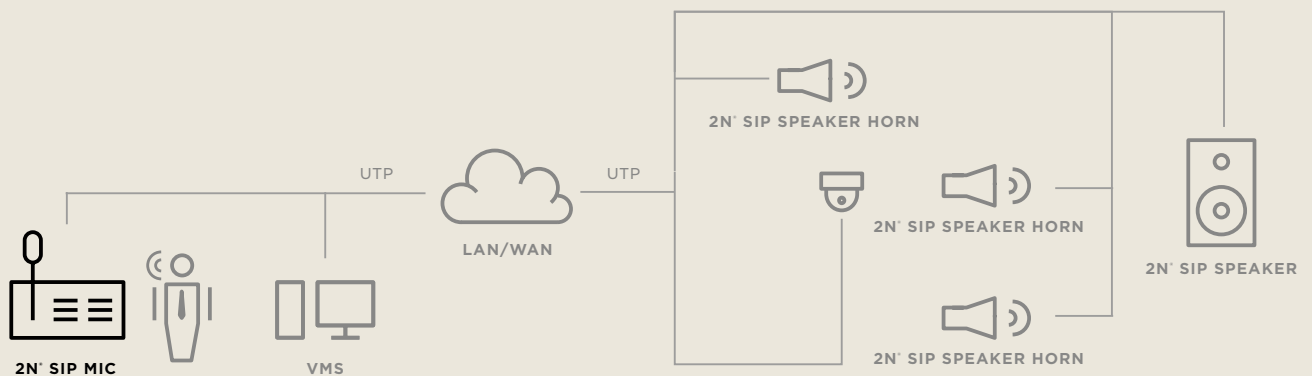 2N® SIP SPEAKER HORN
UTP
UTP
2N® SIP SPEAKER HORN
LAN/WAN
2N® SIP SPEAKER
2N® SIP SPEAKER HORN
2N® SIP MIC
VMS